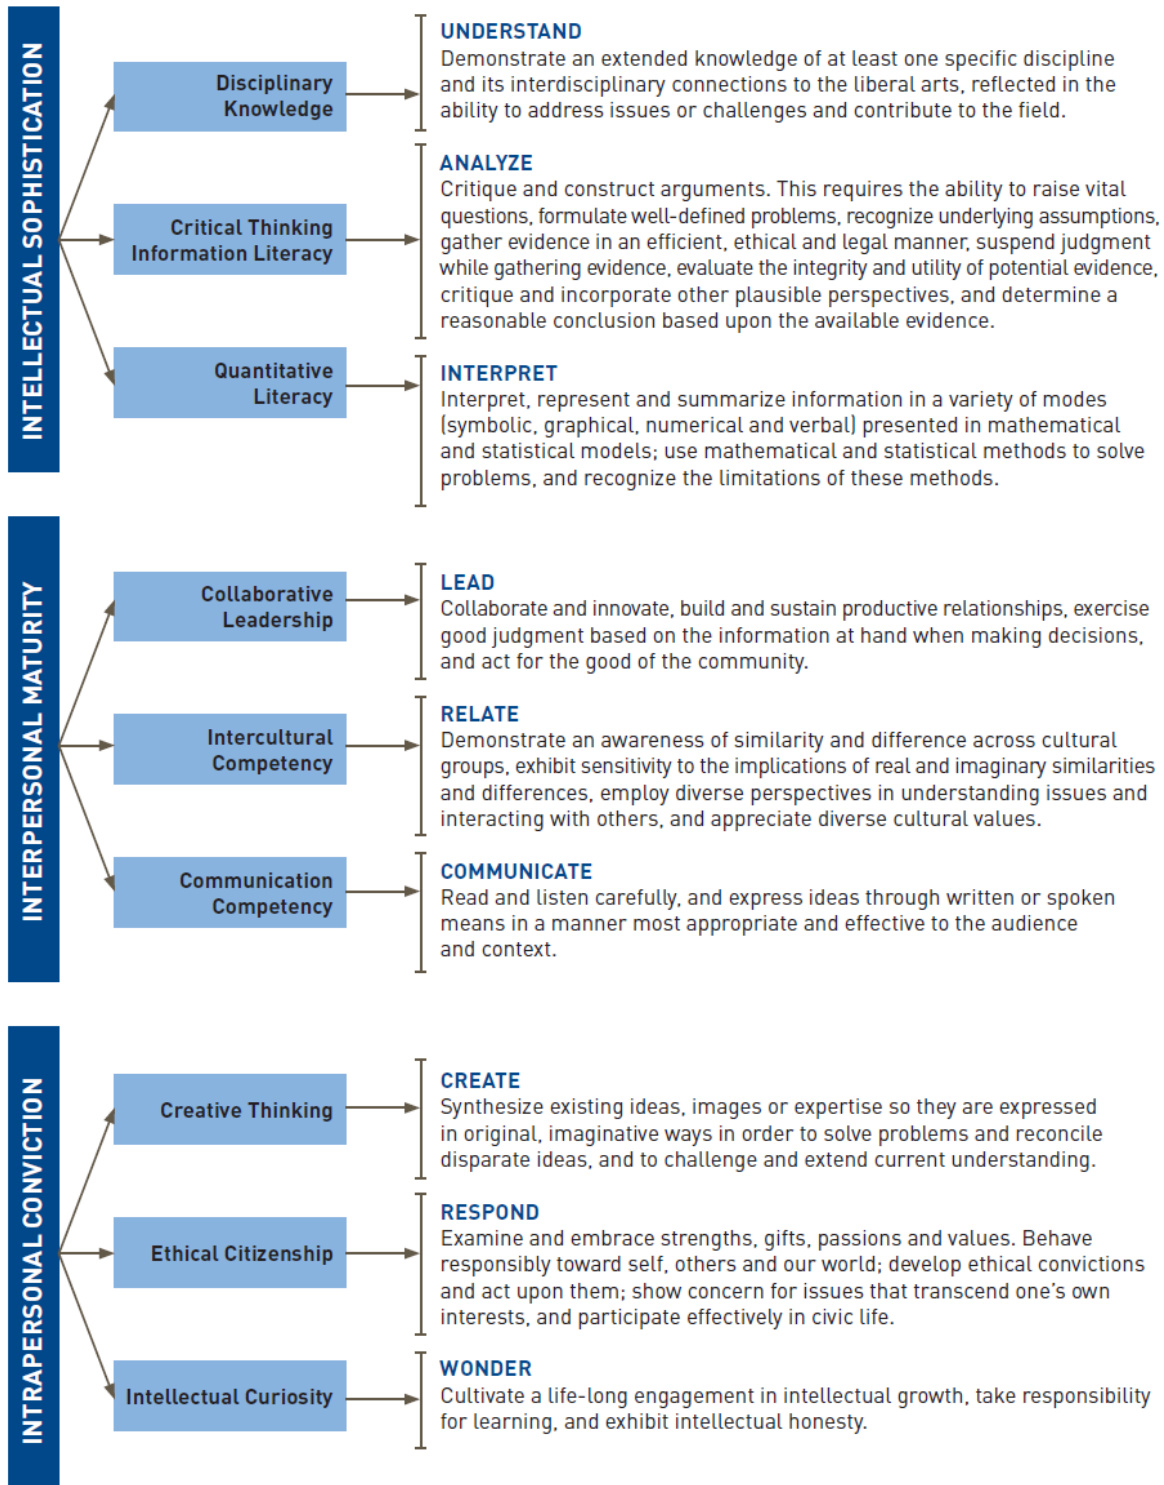 INTELLECTUAL SOPHISTICATION
Disciplinary
Knowledge
UNDERSTAND
Demonstrate an extended knowledge of at least one specific discipline
and its interdisciplinary connections to the liberal arts, reflected in the
ability to address issues or challenges and contribute to the field.
Critical Thinking
Information Literacy
ANALYZE
Critique and construct arguments. This requires the ability to raise vital
questions, formulate well-defined problems, recognize underlying assumptions,
gather evidence in an efficient, ethical and legal manner, suspend judgment
while gathering evidence, evaluate the integrity and utility of potential evidence,
critique and incorporate other plausible perspectives, and determine a
reasonable conclusion based upon the available evidence.
Quantitative
Literacy
INTERPRET
Interpret, represent and summarize information in a variety of modes
(symbolic, graphical, numerical and verbal) presented in mathematical
and statistical models; use mathematical and statistical methods to solve
problems, and recognize the limitations of these methods.
INTERPERSONAL MATURITY
Collaborative
Leadership
LEAD
Collaborate and innovate, build and sustain productive relationships, exercise
good judgment based on the information at hand when making decisions,
and act for the good of the community.
Intercultural
Competency
RELATE
Demonstrate an awareness of similarity and difference across cultural
groups, exhibit sensitivity to the implications of real and imaginary similarities
and differences, employ diverse perspectives in understanding issues and
interacting with others, and appreciate diverse cultural values.
Communication
Competency
COMMUNICATE
Read and listen carefully, and express ideas through written or spoken
means in a manner most appropriate and effective to the audience
and context.
INTRAPERSONAL CONVICTION
Creative Thinking
CREATE
Synthesize existing ideas, images or expertise so they are expressed
in original, imaginative ways in order to solve problems and reconcile
disparate ideas, and to challenge and extend current understanding.
Ethical Citizenship
RESPOND
Examine and embrace strengths, gifts, passions and values. Behave
responsibly toward self, others and our world; develop ethical convictions
and act upon them; show concern for issues that transcend one's own
interests, and participate effectively in civic life.
Intellectual Curiosity
WONDER
Cultivate a life-long engagement in intellectual growth, take responsibility
for learning, and exhibit intellectual honesty.